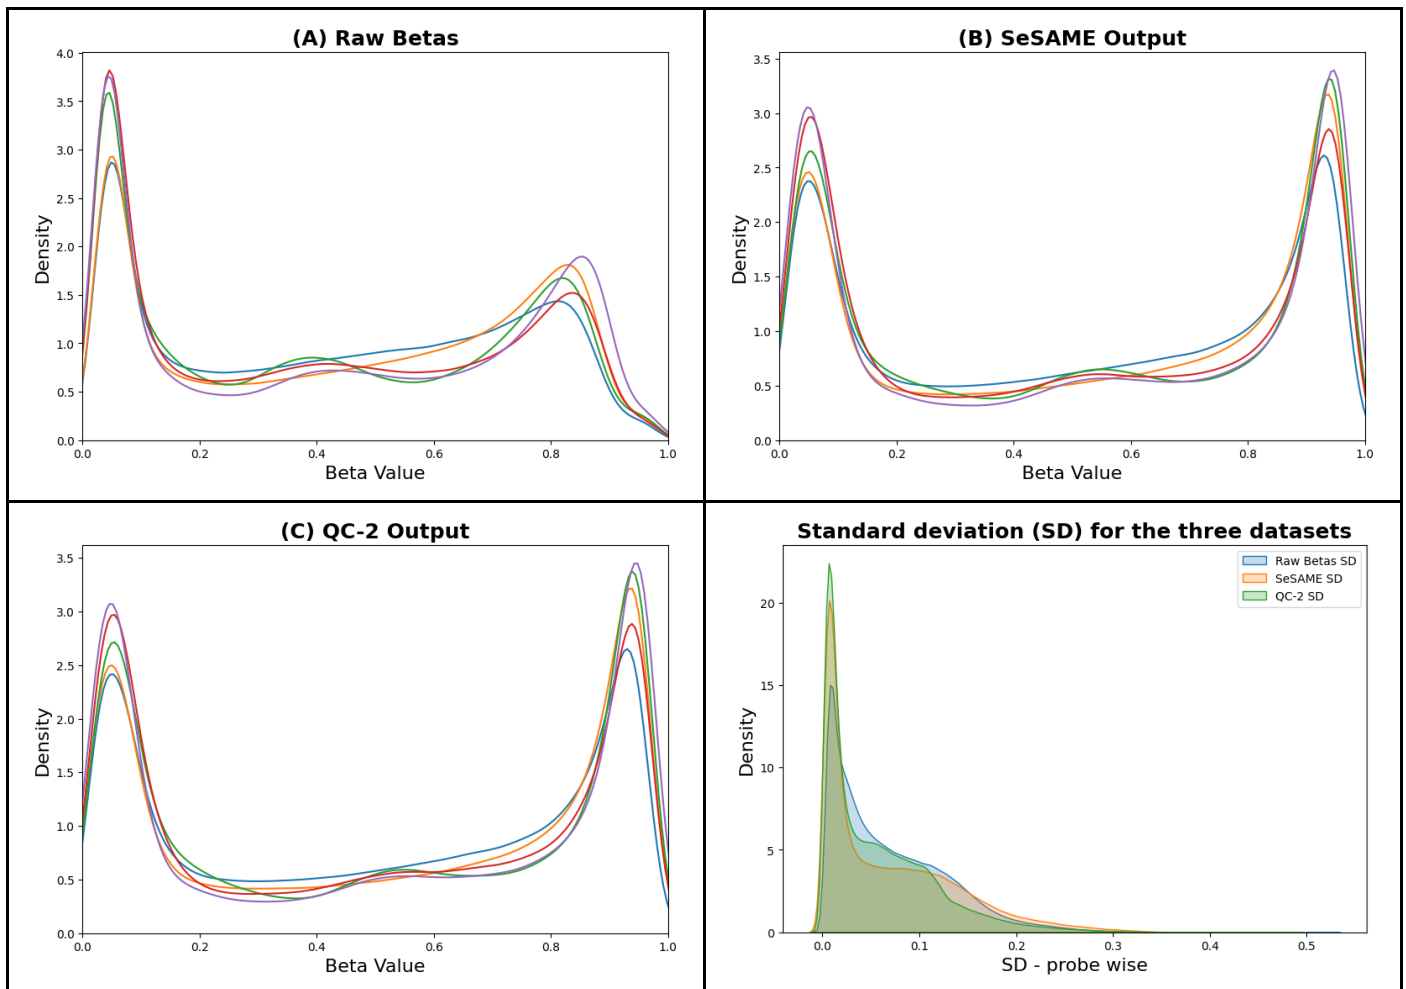 (A) Raw Betas
4.0
3.5
3.0
2.5
2.0
1.5
1.0
0.5
0.0
Density
0.0 0.2 0.4 0.6 0.8 1.0
Beta Value
(B) SeSAME Output
3.5
3.0
2.5
2.0
1.5
1.0
0.5
0.0
Density
0.0 0.2 0.4 0.6 0.8 1.0
Beta Value
(C) QC-2 Output
3.5
3.0
2.5
2.0
1.5
1.0
0.5
0.0
Density
0.0 0.2 0.4 0.6 0.8 1.0
Beta Value
Standard deviation (SD) for the three datasets
Raw Betas SD
SeSAME SD
QC-2 SD
20
15
10
5
0
Density
0.0 0.1 0.2 0.3 0.4 0.5
SD - probe wise